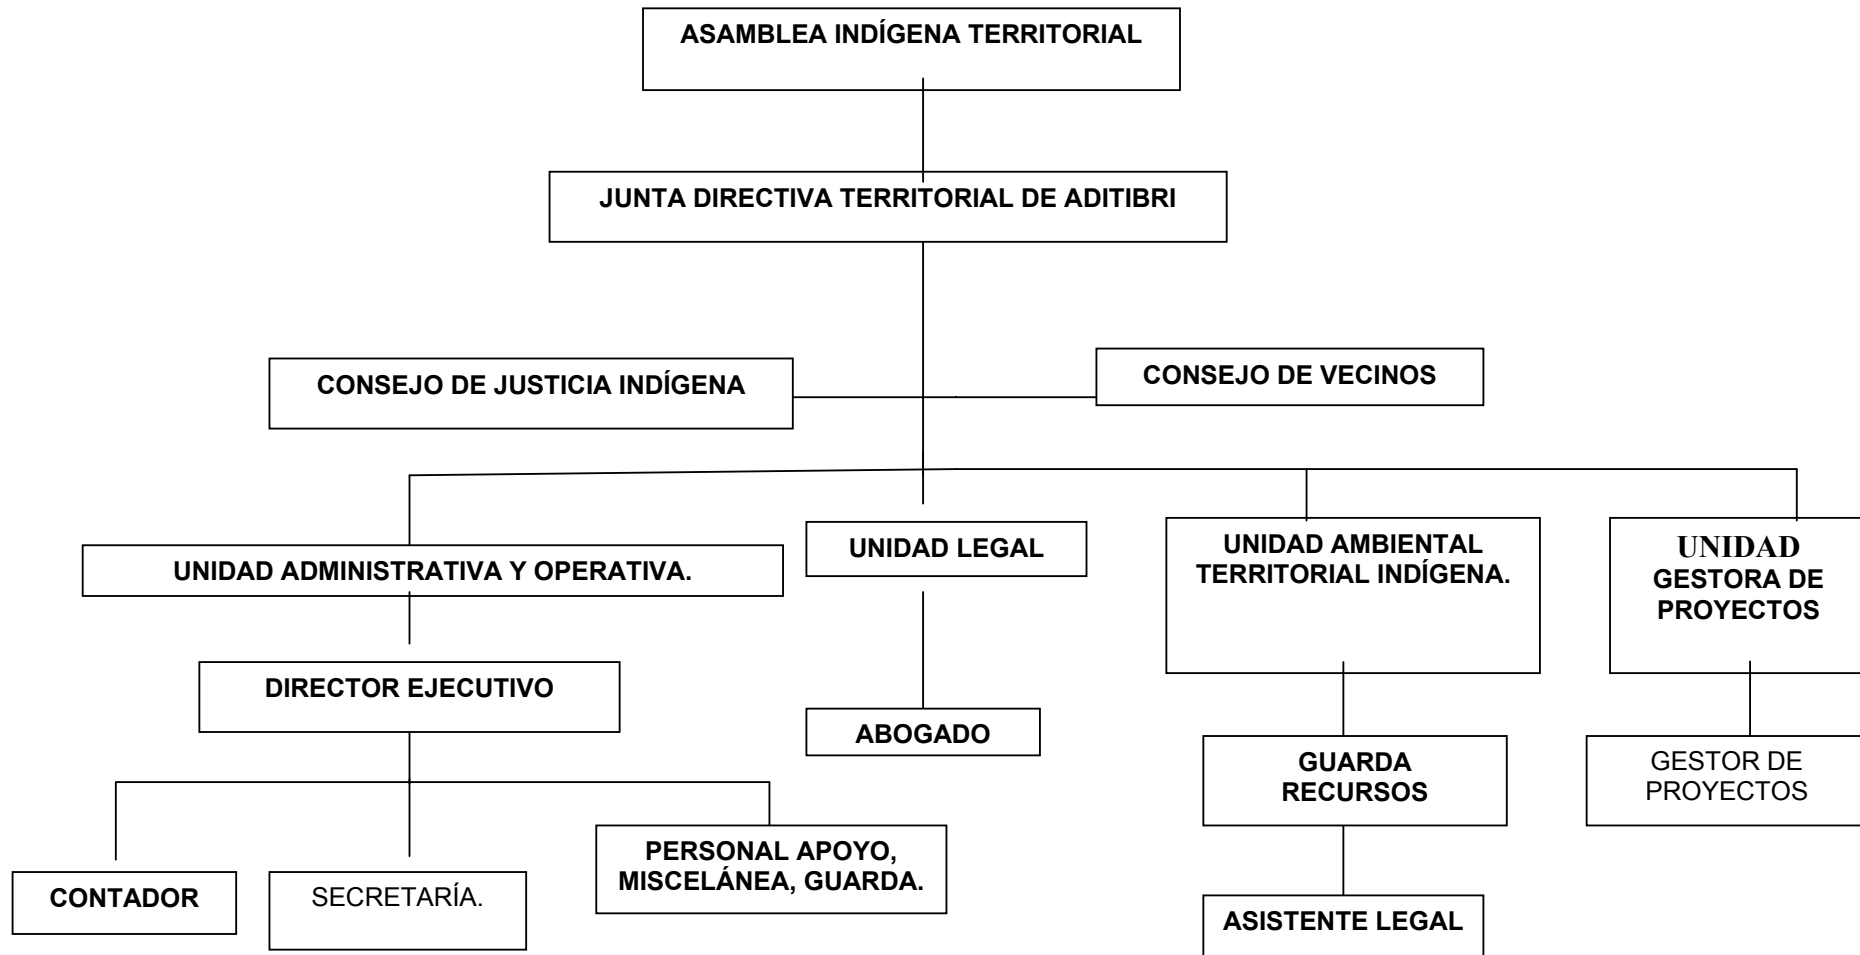 ASAMBLEA INDÍGENA TERRITORIAL
JUNTA DIRECTIVA TERRITORIAL DE ADITIBRI
CONSEJO DE JUSTICIA INDÍGENA
CONSEJO DE VECINOS
UNIDAD ADMINISTRATIVA Y OPERATIVA.
UNIDAD LEGAL
UNIDAD AMBIENTAL
TERRITORIAL INDÍGENA.
UNIDAD
GESTORA DE
PROYECTOS
DIRECTOR EJECUTIVO
ABOGADO
GUARDA
RECURSOS
GESTOR DE
PROYECTOS
CONTADOR
SECRETARÍA.
PERSONAL APOYO,
MISCELÁNEA, GUARDA.
ASISTENTE LEGAL